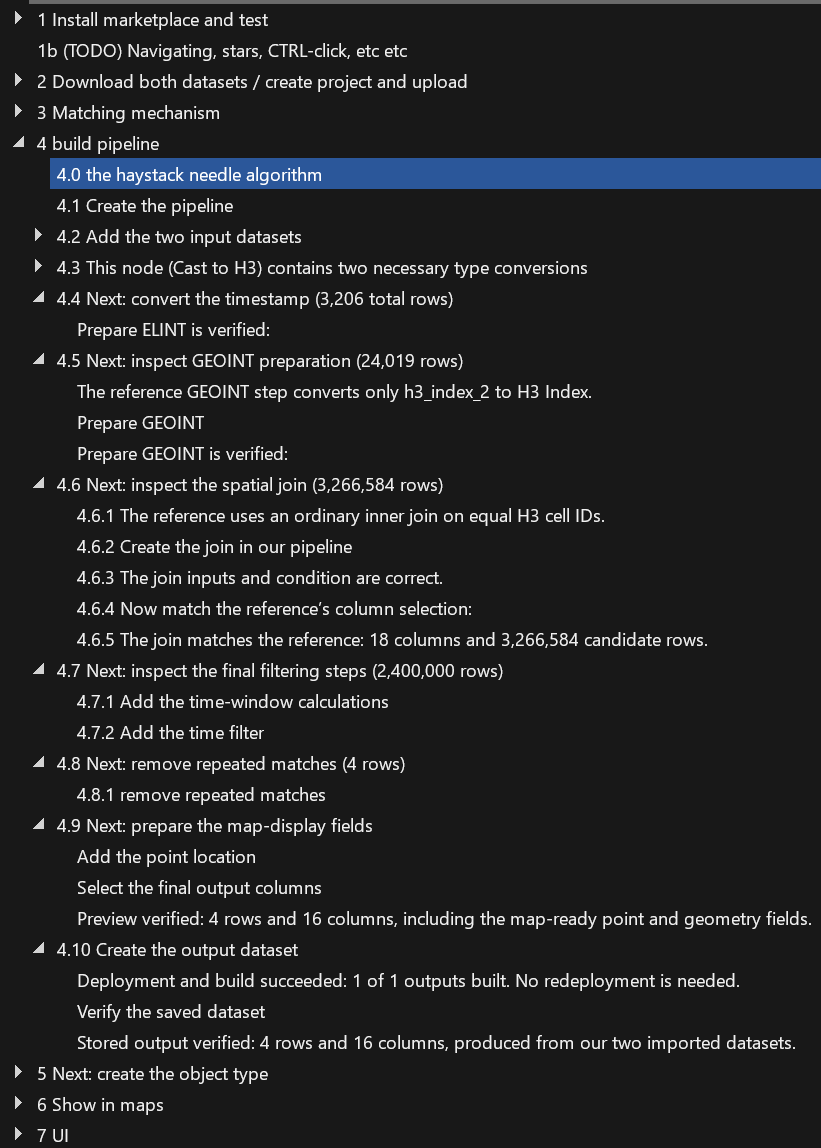 1 Install marketplace and test
1b (TODO) Navigating, stars, CTRL-click, etc etc
2 Download both datasets / create project and upload
3 Matching mechanism
4 build pipeline
4.0 the haystack needle algorithm
4.1 Create the pipeline
4.2 Add the two input datasets
4.3 This node (Cast to H3) contains two necessary type conversions
4.4 Next: convert the timestamp (3,206 total rows)
Prepare ELINT is verified:
4.5 Next: inspect GEOINT preparation (24,019 rows)
The reference GEOINT step converts only h3_index_2 to H3 Index.
Prepare GEOINT
Prepare GEOINT is verified:
4.6 Next: inspect the spatial join (3,266,584 rows)
4.6.1 The reference uses an ordinary inner join on equal H3 cell IDs.
4.6.2 Create the join in our pipeline
4.6.3 The join inputs and condition are correct.
4.6.4 Now match the reference’s column selection:
4.6.5 The join matches the reference: 18 columns and 3,266,584 candidate rows.
4.7 Next: inspect the final filtering steps (2,400,000 rows)
4.7.1 Add the time-window calculations
4.7.2 Add the time filter
4.8 Next: remove repeated matches (4 rows)
4.8.1 remove repeated matches
4.9 Next: prepare the map-display fields
Add the point location
Select the final output columns
Preview verified: 4 rows and 16 columns, including the map-ready point and geometry fields.
4.10 Create the output dataset
Deployment and build succeeded: 1 of 1 outputs built. No redeployment is needed.
Verify the saved dataset
Stored output verified: 4 rows and 16 columns, produced from our two imported datasets.
5 Next: create the object type
6 Show in maps
7 UI